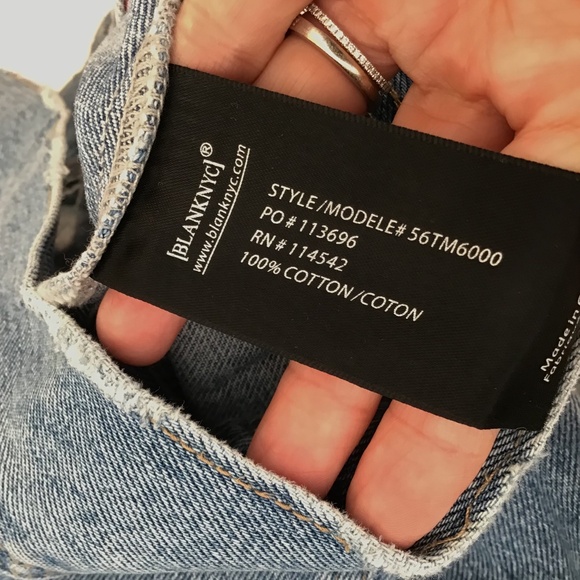 [BLANKNYC]®
www.blanknyc.com
STYLE/MODELE# 56TM6000
PO# 113696
RN# 114542
100% COTTON/COTON
Made in